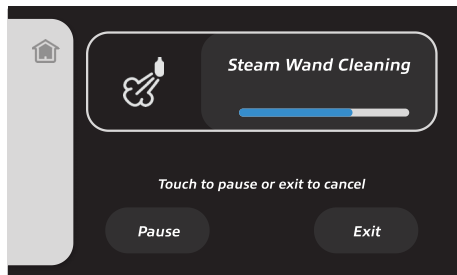 Steam Wand Cleaning
Touch to pause or exit to cancel
Pause
Exit